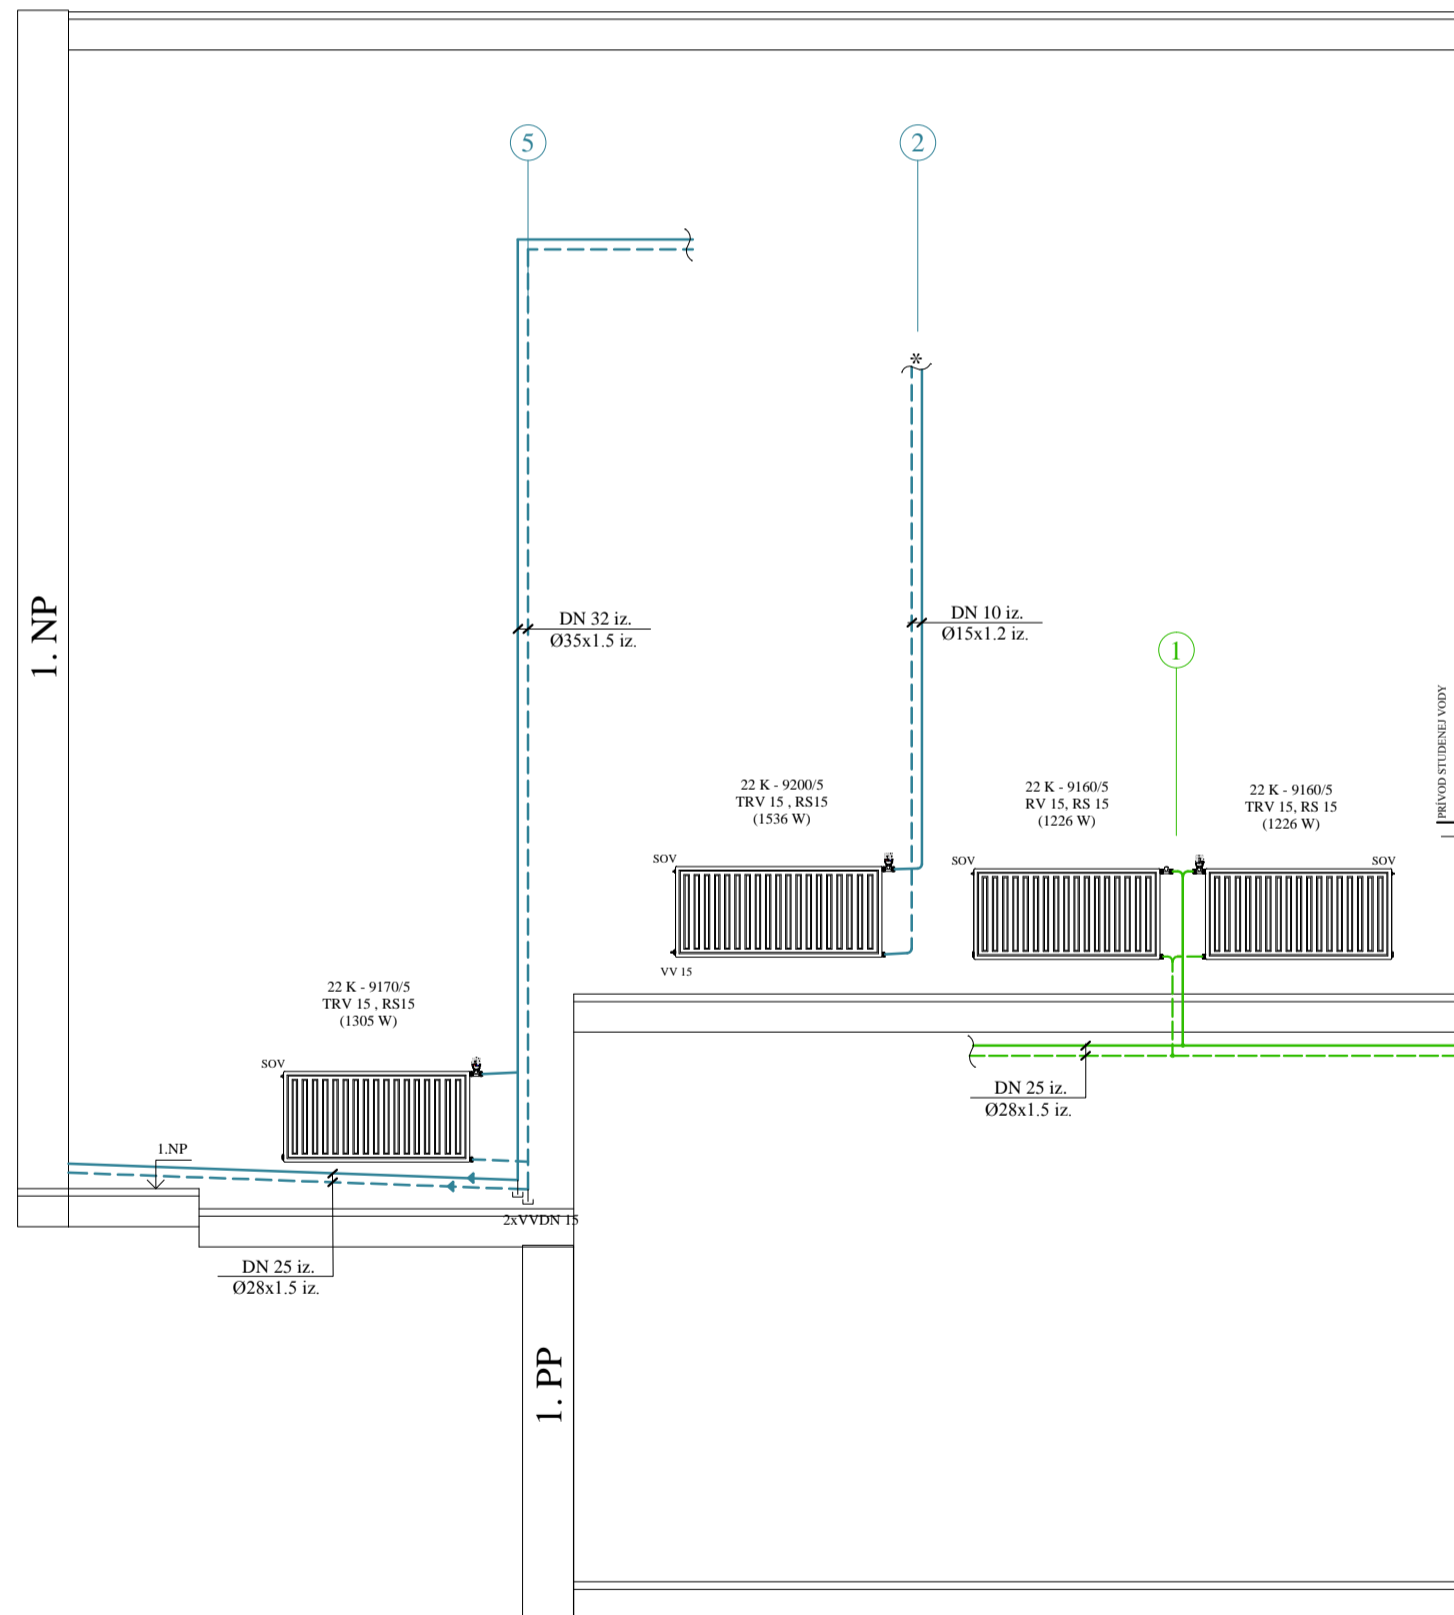 5
2
1. NP
DN 32 iz.
Ø35x1.5 iz.
DN 10 iz.
Ø15x1.2 iz.
1
PRÍVOD STUDENEJ VODY
22 K - 9200/5
TRV 15 , RS15
(1536 W)
22 K - 9160/5
RV 15, RS 15
(1226 W)
22 K - 9160/5
TRV 15, RS 15
(1226 W)
SOV
SOV
SOV
VV 15
22 K - 9170/5
TRV 15 , RS15
(1305 W)
SOV
DN 25 iz.
Ø28x1.5 iz.
1.NP
2xVVDN 15
DN 25 iz.
Ø28x1.5 iz.
1. PP